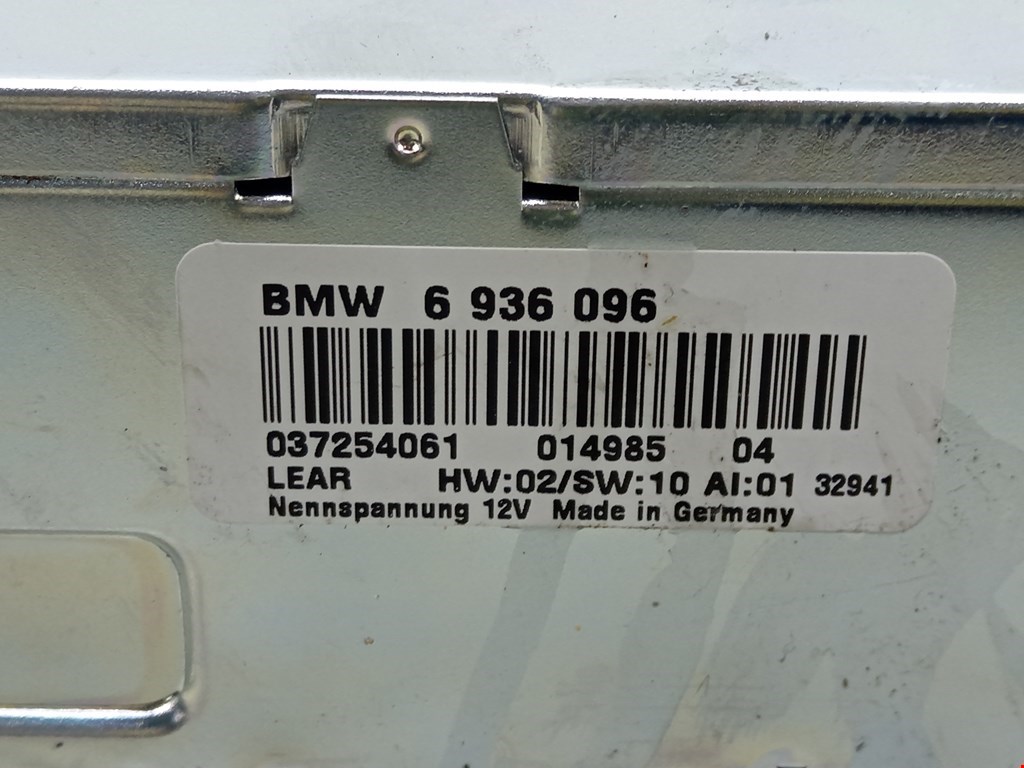 BMW 6 936 096
037254061 014985 04
LEAR HW:02/SW:10 AI:01 32941
Nennspannung 12V Made in Germany